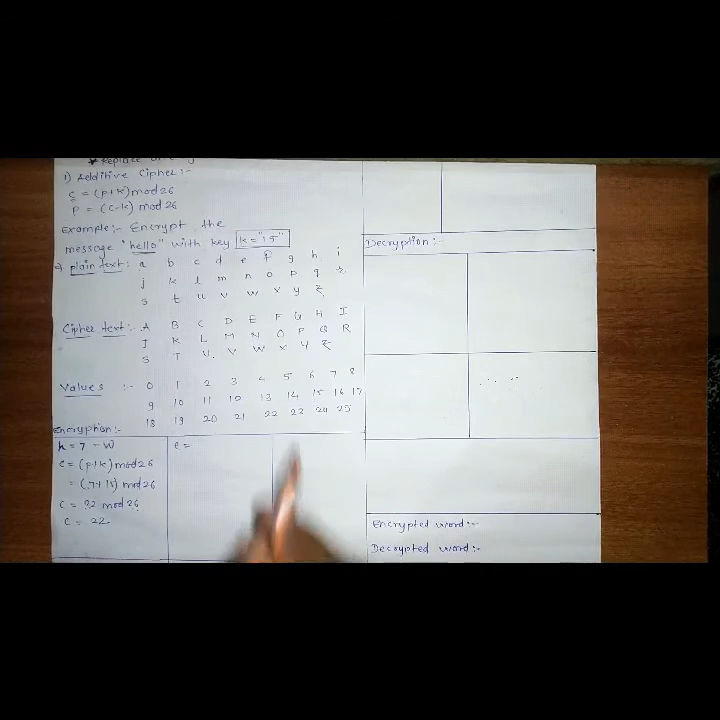 * Replace
1) Additive Cipher:-
C = (P+K) mod 26
P = (C-K) mod 26
Example:- Encrypt the
message "hello" with key K="15"
⇒ plain text: a b c d e f g h i
j k l m n o p q r
s t u v w x y z
Cipher text:- A B C D E F G H I
J K L M N O P Q R
S T U V W X Y Z
Values :- 0 1 2 3 4 5 6 7 8
9 10 11 10 13 14 15 16 17
18 19 20 21 22 23 24 25
Encryption:-
h = 7 - W
C = (P+K) mod 26
= (7+15) mod 26
C = 22 mod 26
C = 22
e =
Decryption:-
Encrypted word:-
Decrypted word:-